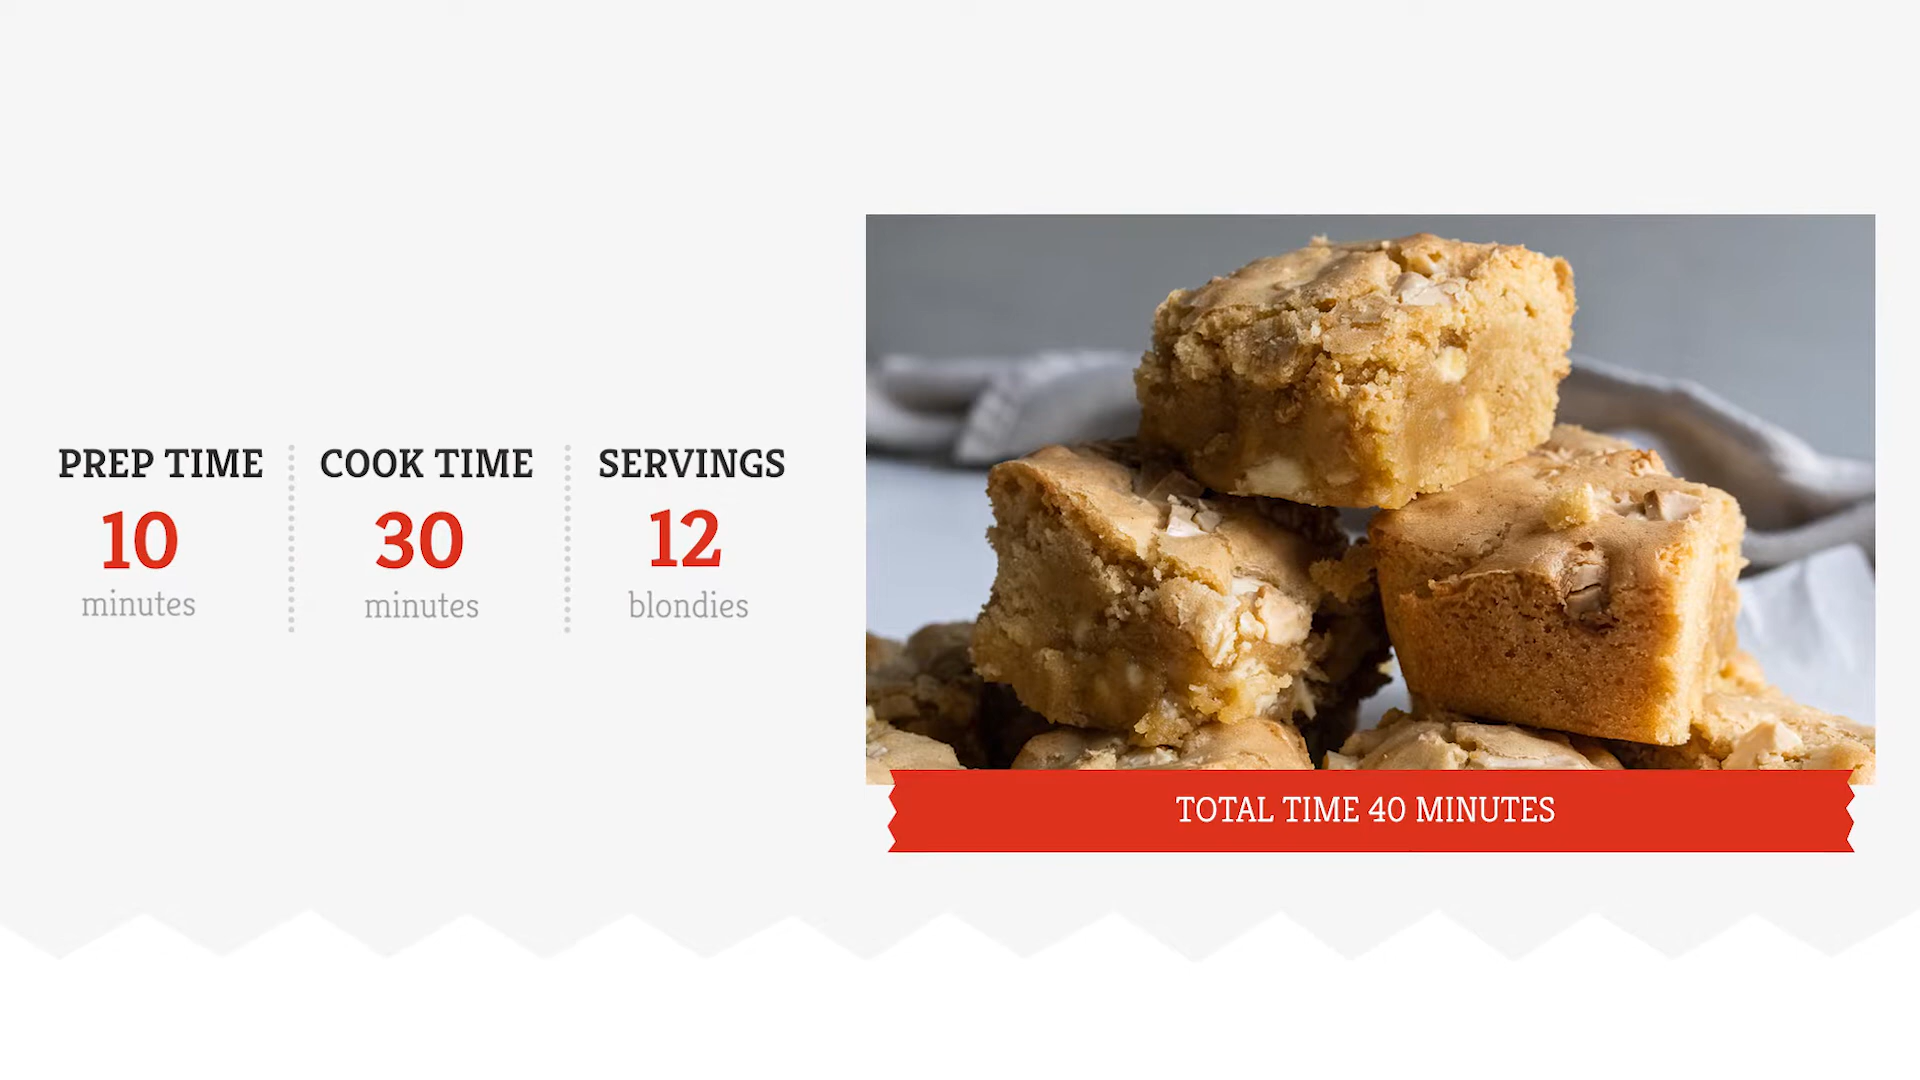 PREP TIME
10
minutes
COOK TIME
30
minutes
SERVINGS
12
blondies
TOTAL TIME 40 MINUTES